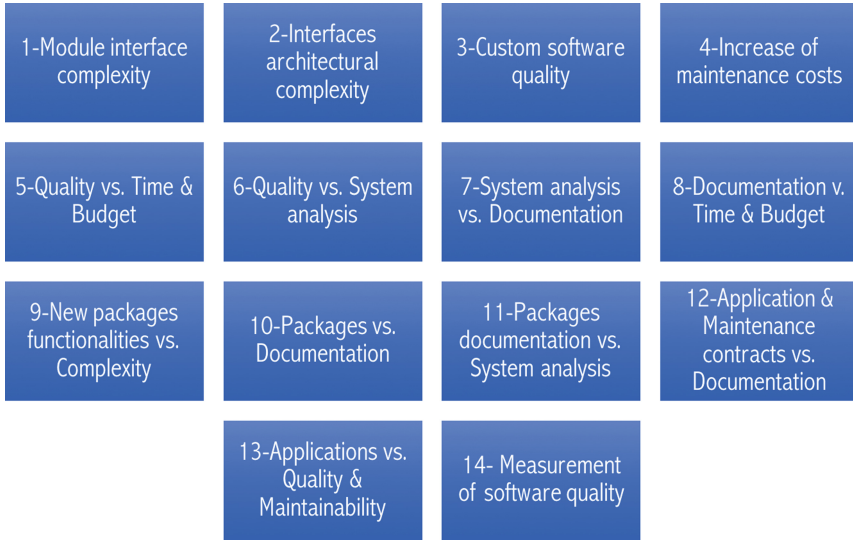 1-Module interface
complexity
2-Interfaces
architectural
complexity
3-Custom software
quality
4-Increase of
maintenance costs
5-Quality vs. Time &
Budget
6-Quality vs. System
analysis
7-System analysis
vs. Documentation
8-Documentation v.
Time & Budget
9-New packages
functionalities vs.
Complexity
10-Packages vs.
Documentation
11-Packages
documentation vs.
System analysis
12-Application &
Maintenance
contracts vs.
Documentation
13-Applications vs.
Quality &
Maintainability
14- Measurement
of software quality